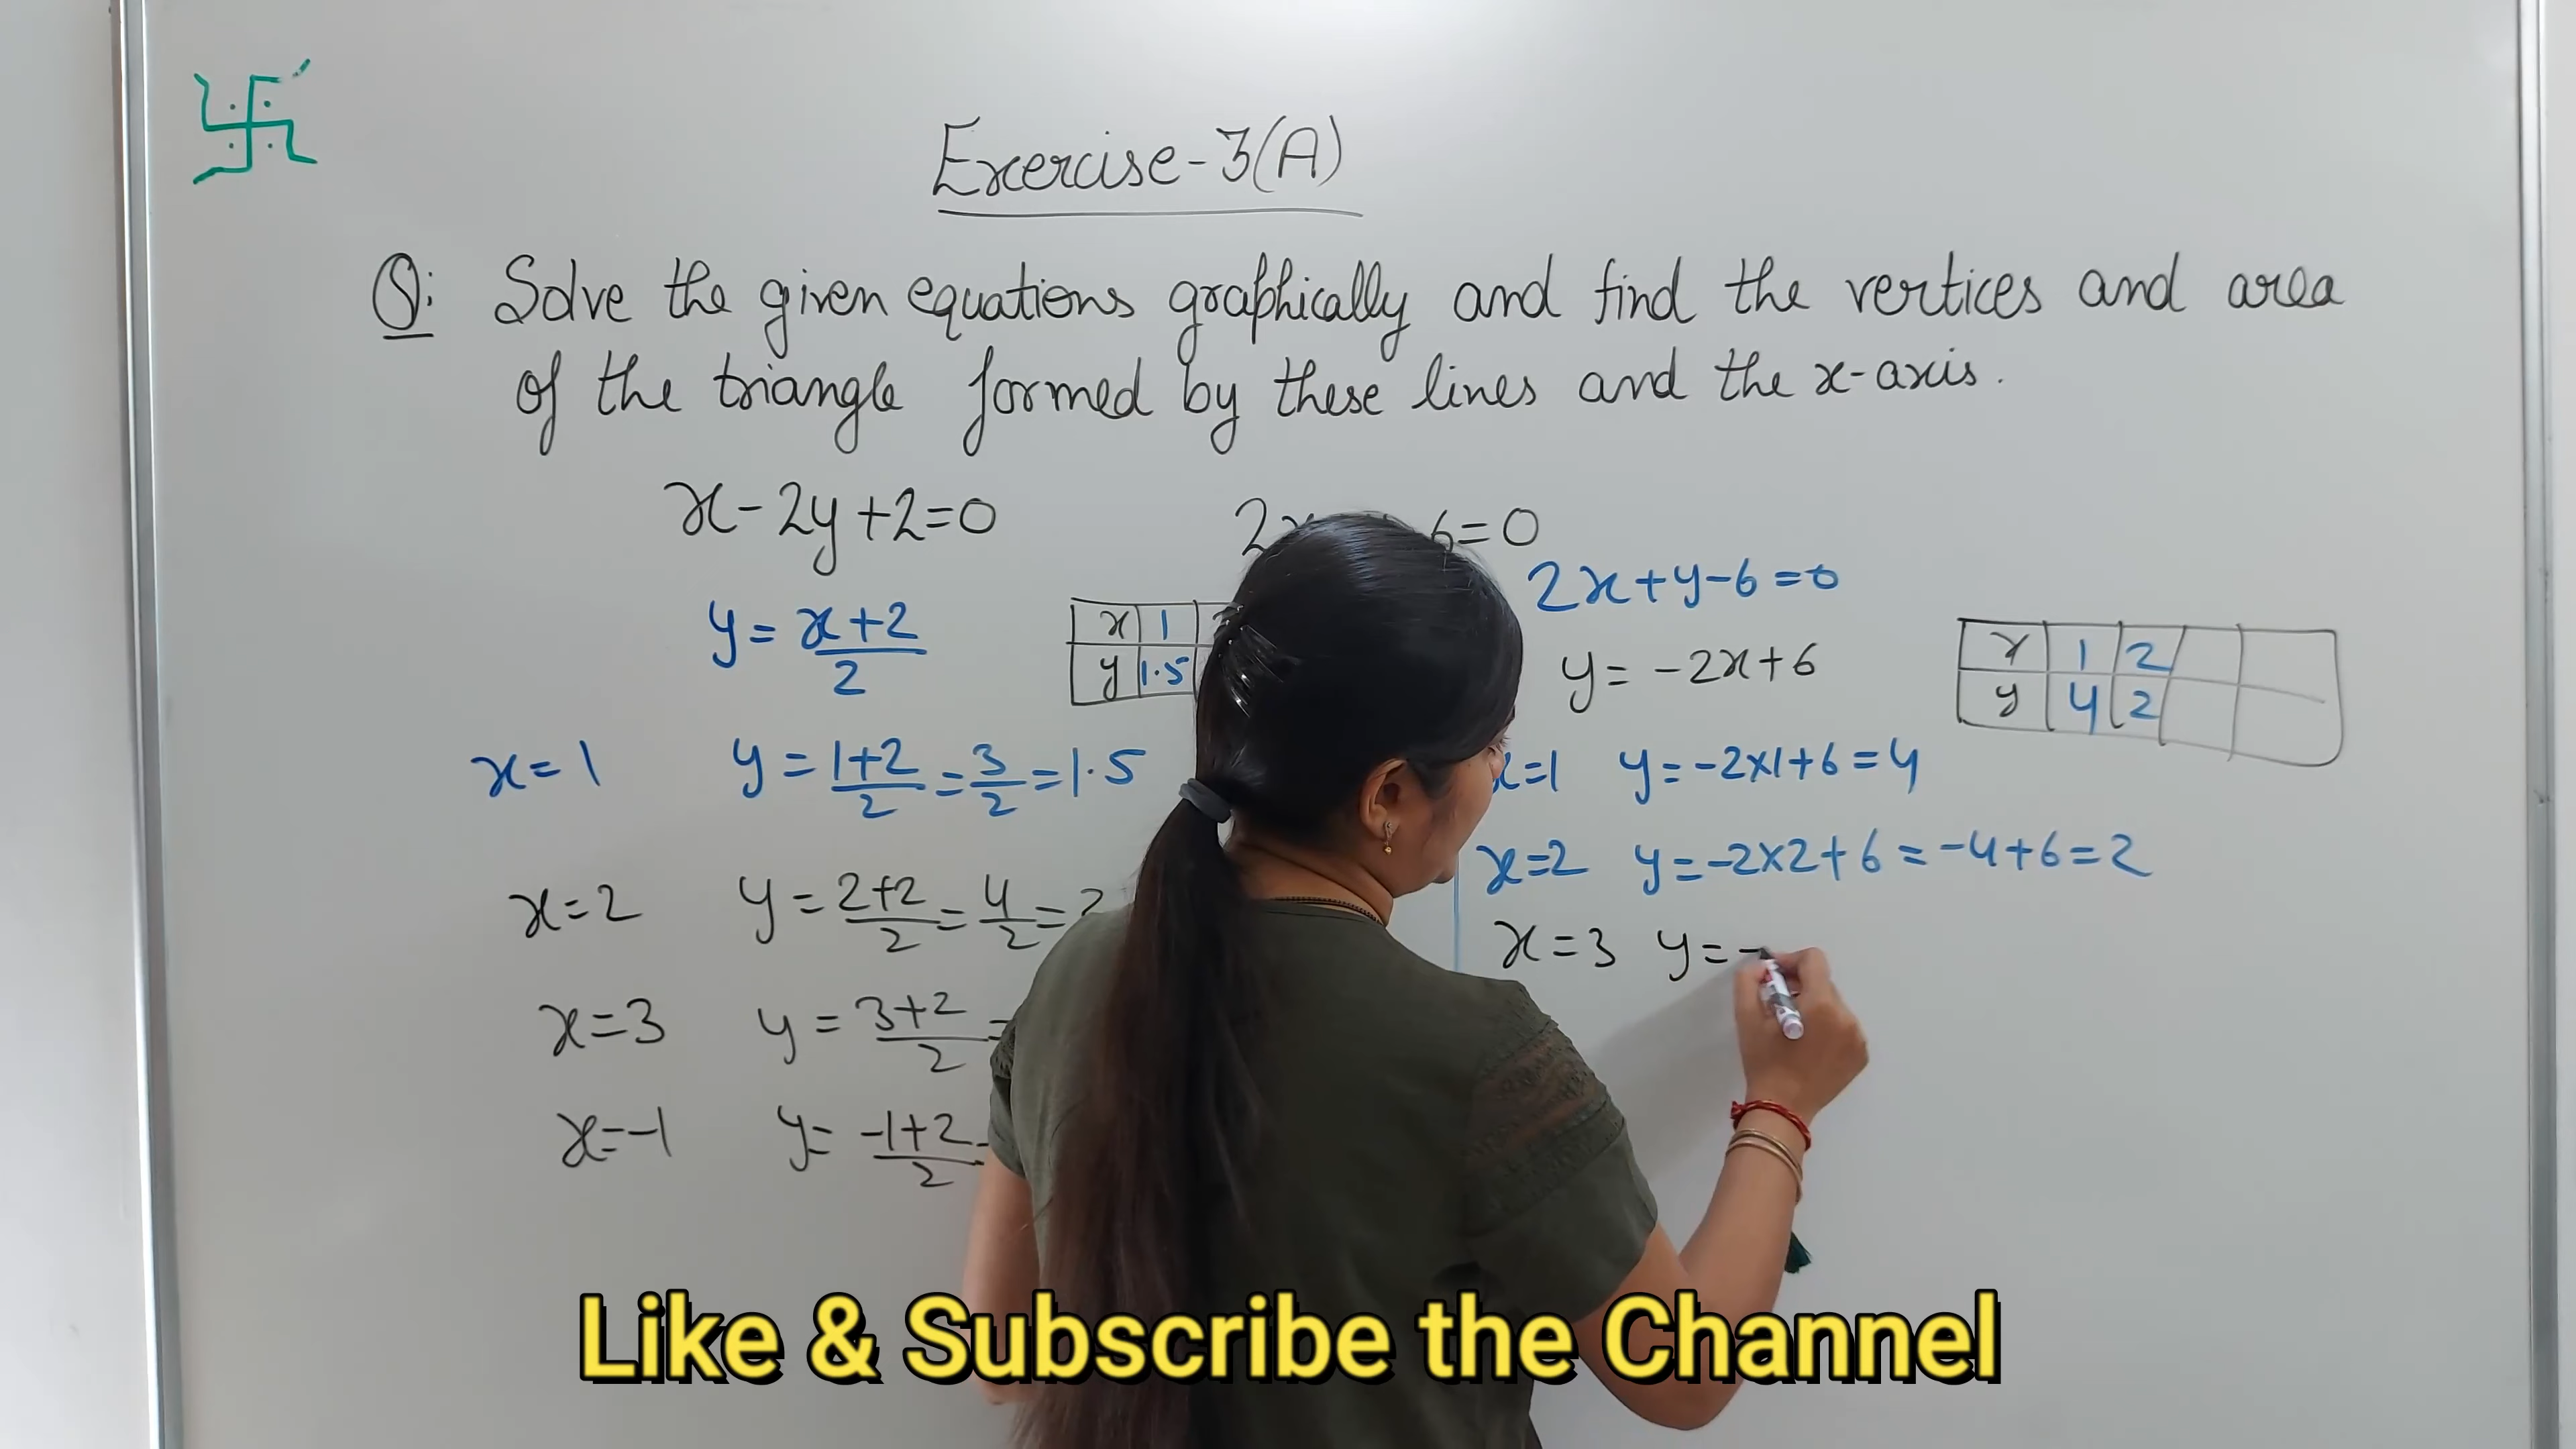 Exercise-3(A)
Q: Solve the given equations graphically and find the vertices and area
of the triangle formed by these lines and the x-axis.
x-2y+2=0
2x 6=0
y = x+2/2
x 1
y 1.5
x=1 y = 1+2/2 = 3/2 = 1.5
x=2 y = 2+2/2 = 4/2 =
x=3 y = 3+2/2 =
x=-1 y = -1+2/2
2x+y-6=0
y = -2x+6
x 1 2
y 4 2
x=1 y=-2x1+6=4
x=2 y=-2x2+6=-4+6=2
x=3 y=-
Like & Subscribe the Channel